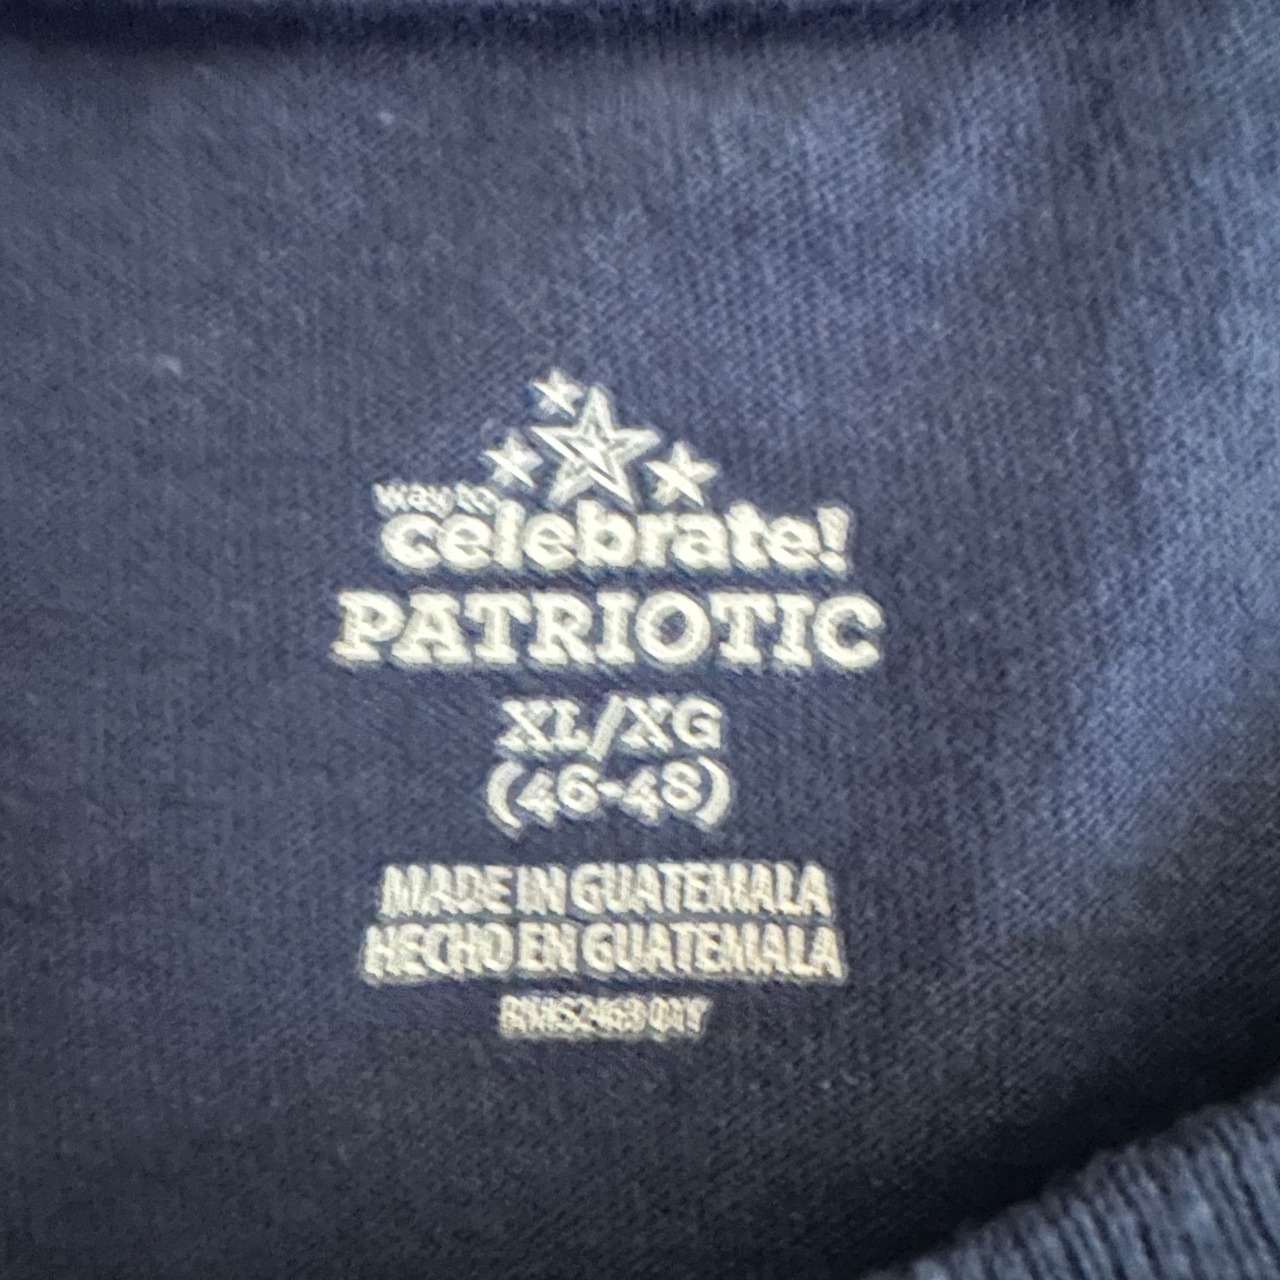 way to
celebrate!
PATRIOTIC
XL/XG
(46-48)
MADE IN GUATEMALA
HECHO EN GUATEMALA